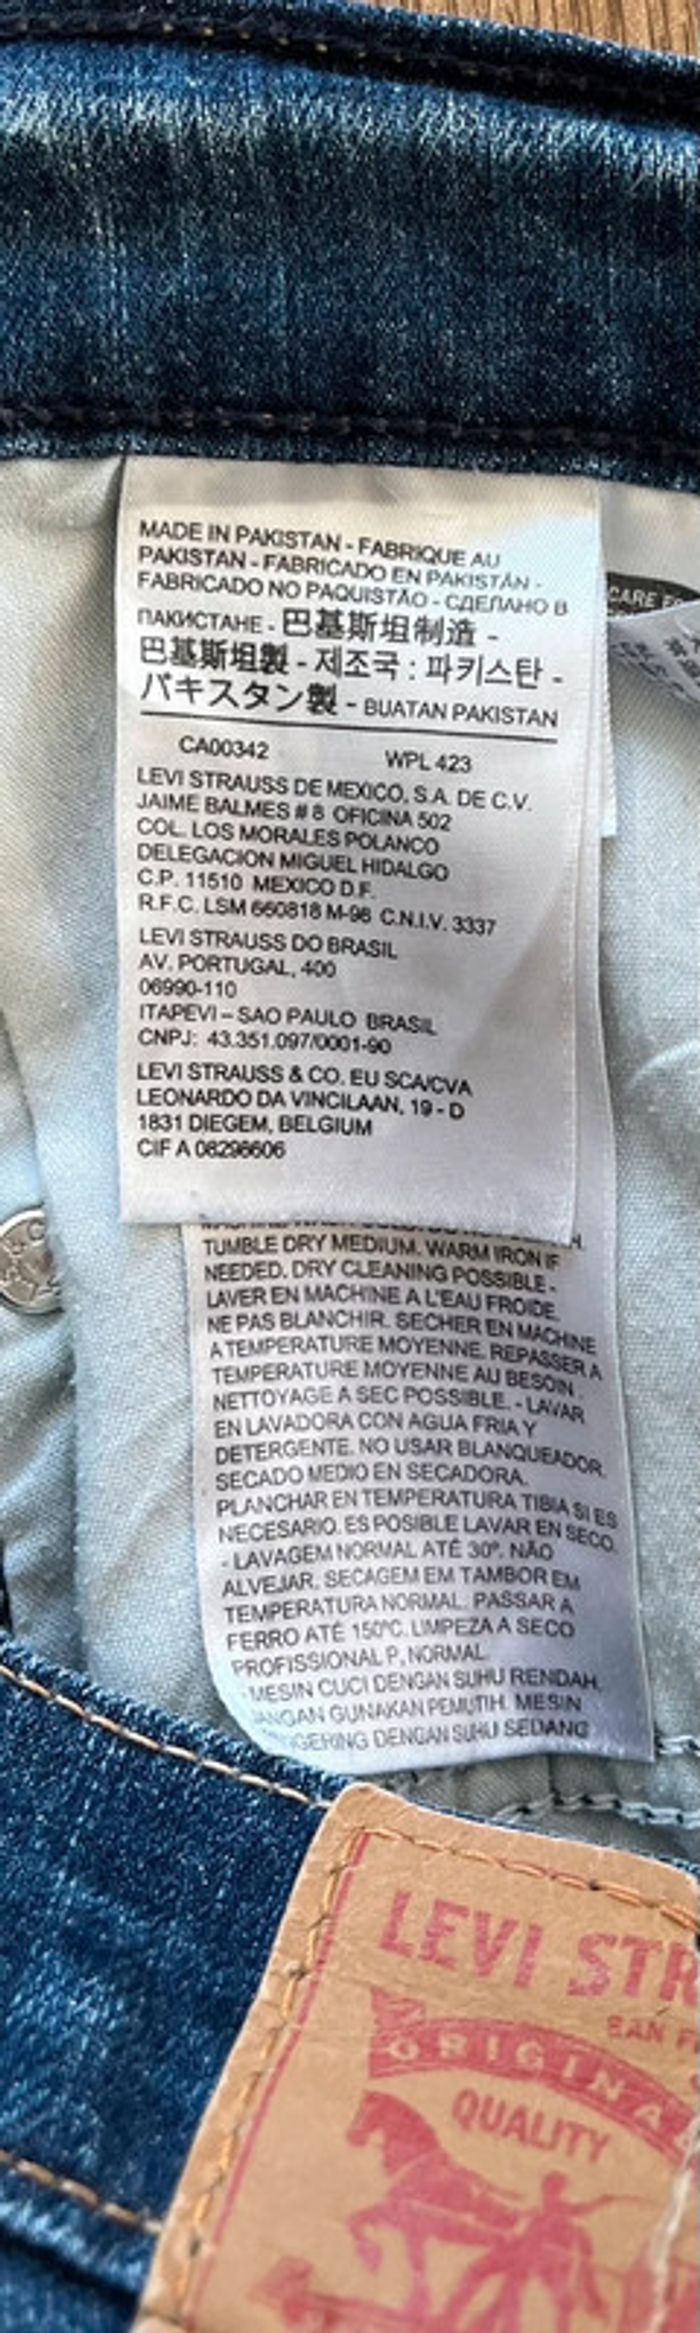 MADE IN PAKISTAN - FABRIQUE AU
PAKISTAN - FABRICADO EN PAKISTÁN -
FABRICADO NO PAQUISTÃO - СДЕЛАНО В
ПАКИСТАНЕ - 巴基斯坦制造 -
巴基斯坦製 - 제조국 : 파키스탄 -
パキスタン製 - BUATAN PAKISTAN
CA00342 WPL 423
LEVI STRAUSS DE MEXICO, S.A. DE C.V.
JAIME BALMES # 8 OFICINA 502
COL. LOS MORALES POLANCO
DELEGACION MIGUEL HIDALGO
C.P. 11510 MEXICO D.F.
R.F.C. LSM 660818 M-96 C.N.I.V. 3337
LEVI STRAUSS DO BRASIL
AV. PORTUGAL, 400
06990-110
ITAPEVI – SAO PAULO BRASIL
CNPJ: 43.351.097/0001-90
LEVI STRAUSS & CO. EU SCA/CVA
LEONARDO DA VINCILAAN, 19 - D
1831 DIEGEM, BELGIUM
CIF A 08298606
TUMBLE DRY MEDIUM. WARM IRON IF
NEEDED. DRY CLEANING POSSIBLE -
LAVER EN MACHINE A L'EAU FROIDE.
NE PAS BLANCHIR. SECHER EN MACHINE
A TEMPERATURE MOYENNE. REPASSER A
TEMPERATURE MOYENNE AU BESOIN.
NETTOYAGE A SEC POSSIBLE. - LAVAR
EN LAVADORA CON AGUA FRIA Y
DETERGENTE. NO USAR BLANQUEADOR.
SECADO MEDIO EN SECADORA.
PLANCHAR EN TEMPERATURA TIBIA SI ES
NECESARIO. ES POSIBLE LAVAR EN SECO.
- LAVAGEM NORMAL ATÉ 30º. NÃO
ALVEJAR. SECAGEM EM TAMBOR EM
TEMPERATURA NORMAL. PASSAR A
FERRO ATÉ 150ºC. LIMPEZA A SECO
PROFISSIONAL P, NORMAL.
- MESIN CUCI DENGAN SUHU RENDAH.
GUNAKAN PEMUTIH. MESIN
DENGAN SUHU SEDANG
CARE
LEVI STR
SAN F
ORIGINA
QUALITY